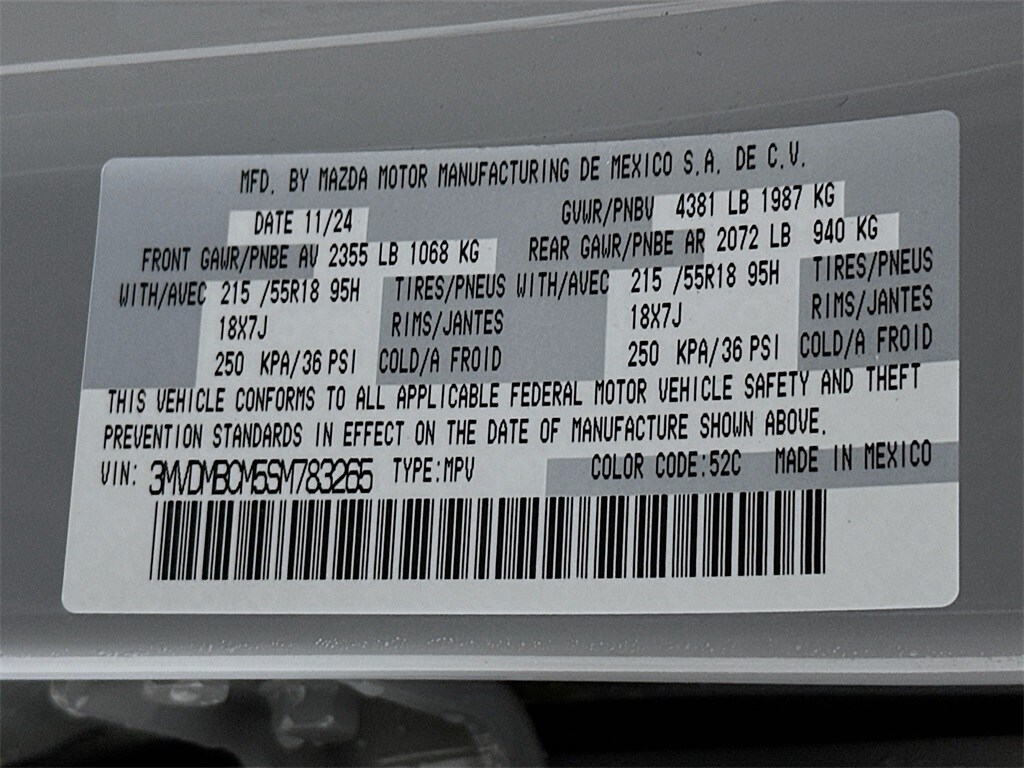 MFD. BY MAZDA MOTOR MANUFACTURING DE MEXICO S.A. DE C.V.
DATE 11/24 GVWR/PNBV 4381 LB 1987 KG
FRONT GAWR/PNBE AV 2355 LB 1068 KG REAR GAWR/PNBE AR 2072 LB 940 KG
WITH/AVEC 215 /55R18 95H TIRES/PNEUS WITH/AVEC 215 /55R18 95H TIRES/PNEUS
18X7J RIMS/JANTES 18X7J RIMS/JANTES
250 KPA/36 PSI COLD/A FROID 250 KPA/36 PSI COLD/A FROID
THIS VEHICLE CONFORMS TO ALL APPLICABLE FEDERAL MOTOR VEHICLE SAFETY AND THEFT
PREVENTION STANDARDS IN EFFECT ON THE DATE OF MANUFACTURE SHOWN ABOVE.
VIN: 3MVDMBCM5SM783265 TYPE:MPV COLOR CODE:52C MADE IN MEXICO